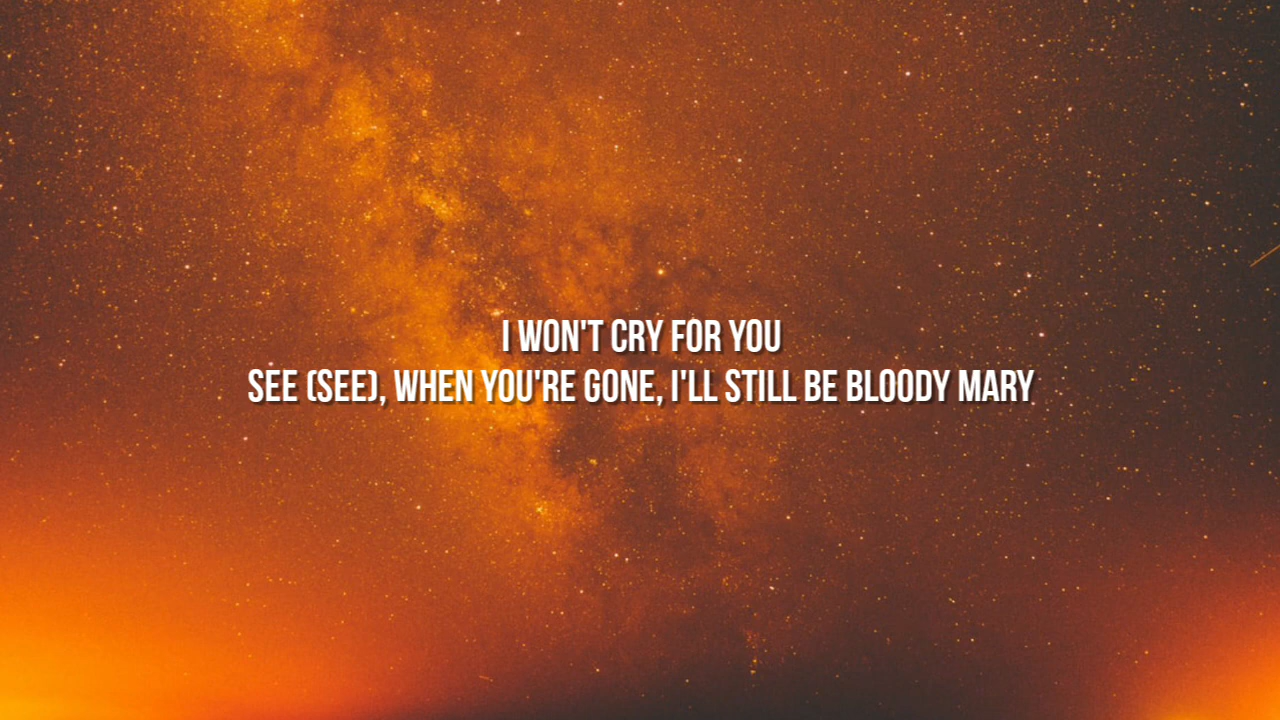 I WON'T CRY FOR YOU
SEE (SEE), WHEN YOU'RE GONE, I'LL STILL BE BLOODY MARY